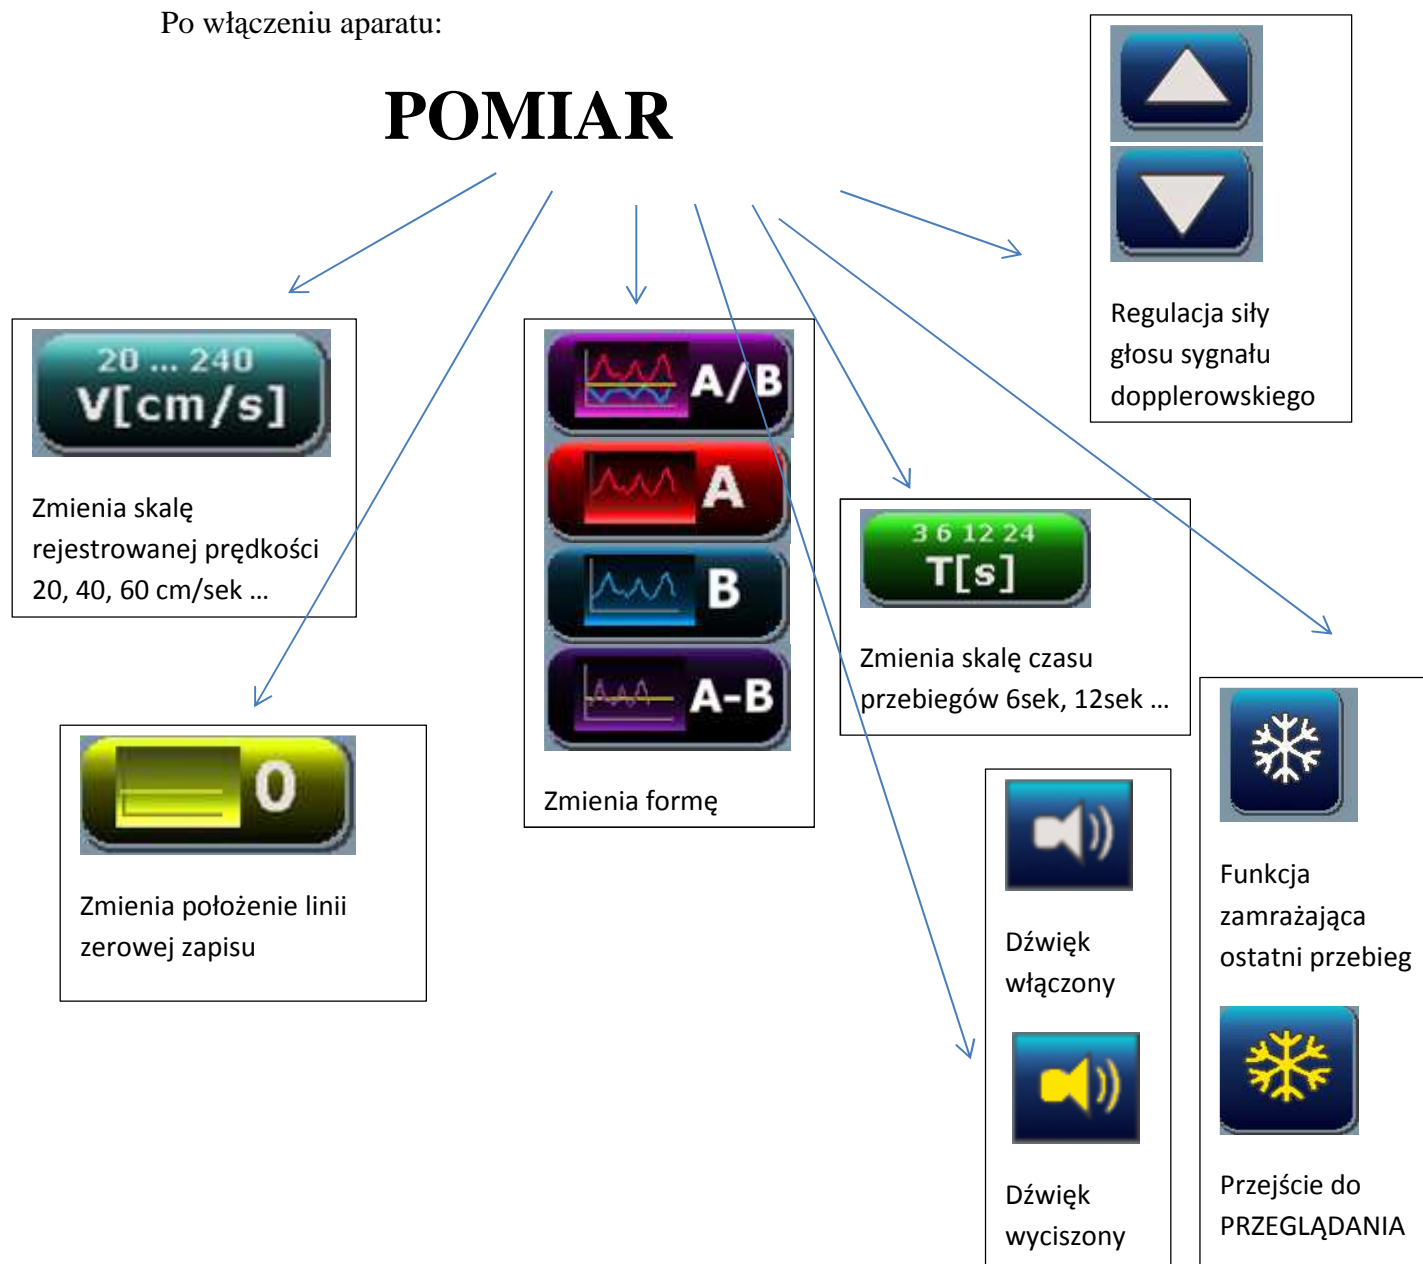 Po włączeniu aparatu:
POMIAR
Regulacja siły
głosu sygnału
dopplerowskiego
20 ... 240
V[cm/s]
Zmienia skalę
rejestrowanej prędkości
20, 40, 60 cm/sek …
A/B
A
B
A-B
Zmienia formę
3 6 12 24
T[s]
Zmienia skalę czasu
przebiegów 6sek, 12sek …
0
Zmienia położenie linii
zerowej zapisu
Dźwięk
włączony
Dźwięk
wyciszony
Funkcja
zamrażająca
ostatni przebieg
Przejście do
PRZEGLĄDANIA